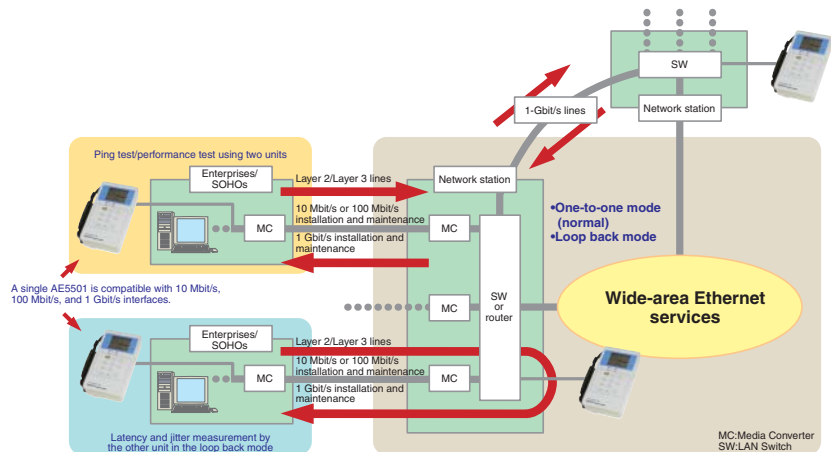 SW
1-Gbit/s lines
Network station
Ping test/performance test using two units
Enterprises/
SOHOs
Layer 2/Layer 3 lines
Network station
10 Mbit/s or 100 Mbit/s
installation and maintenance
MC
MC
1 Gbit/s installation and
maintenance
•One-to-one mode
(normal)
•Loop back mode
A single AE5501 is compatible with 10 Mbit/s,
100 Mbit/s, and 1 Gbit/s interfaces.
MC
SW
or
router
Wide-area Ethernet
services
Enterprises/
SOHOs
Layer 2/Layer 3 lines
10 Mbit/s or 100 Mbit/s
installation and maintenance
MC
MC
1 Gbit/s installation and
maintenance
Latency and jitter measurement by
the other unit in the loop back mode
MC:Media Converter
SW:LAN Switch